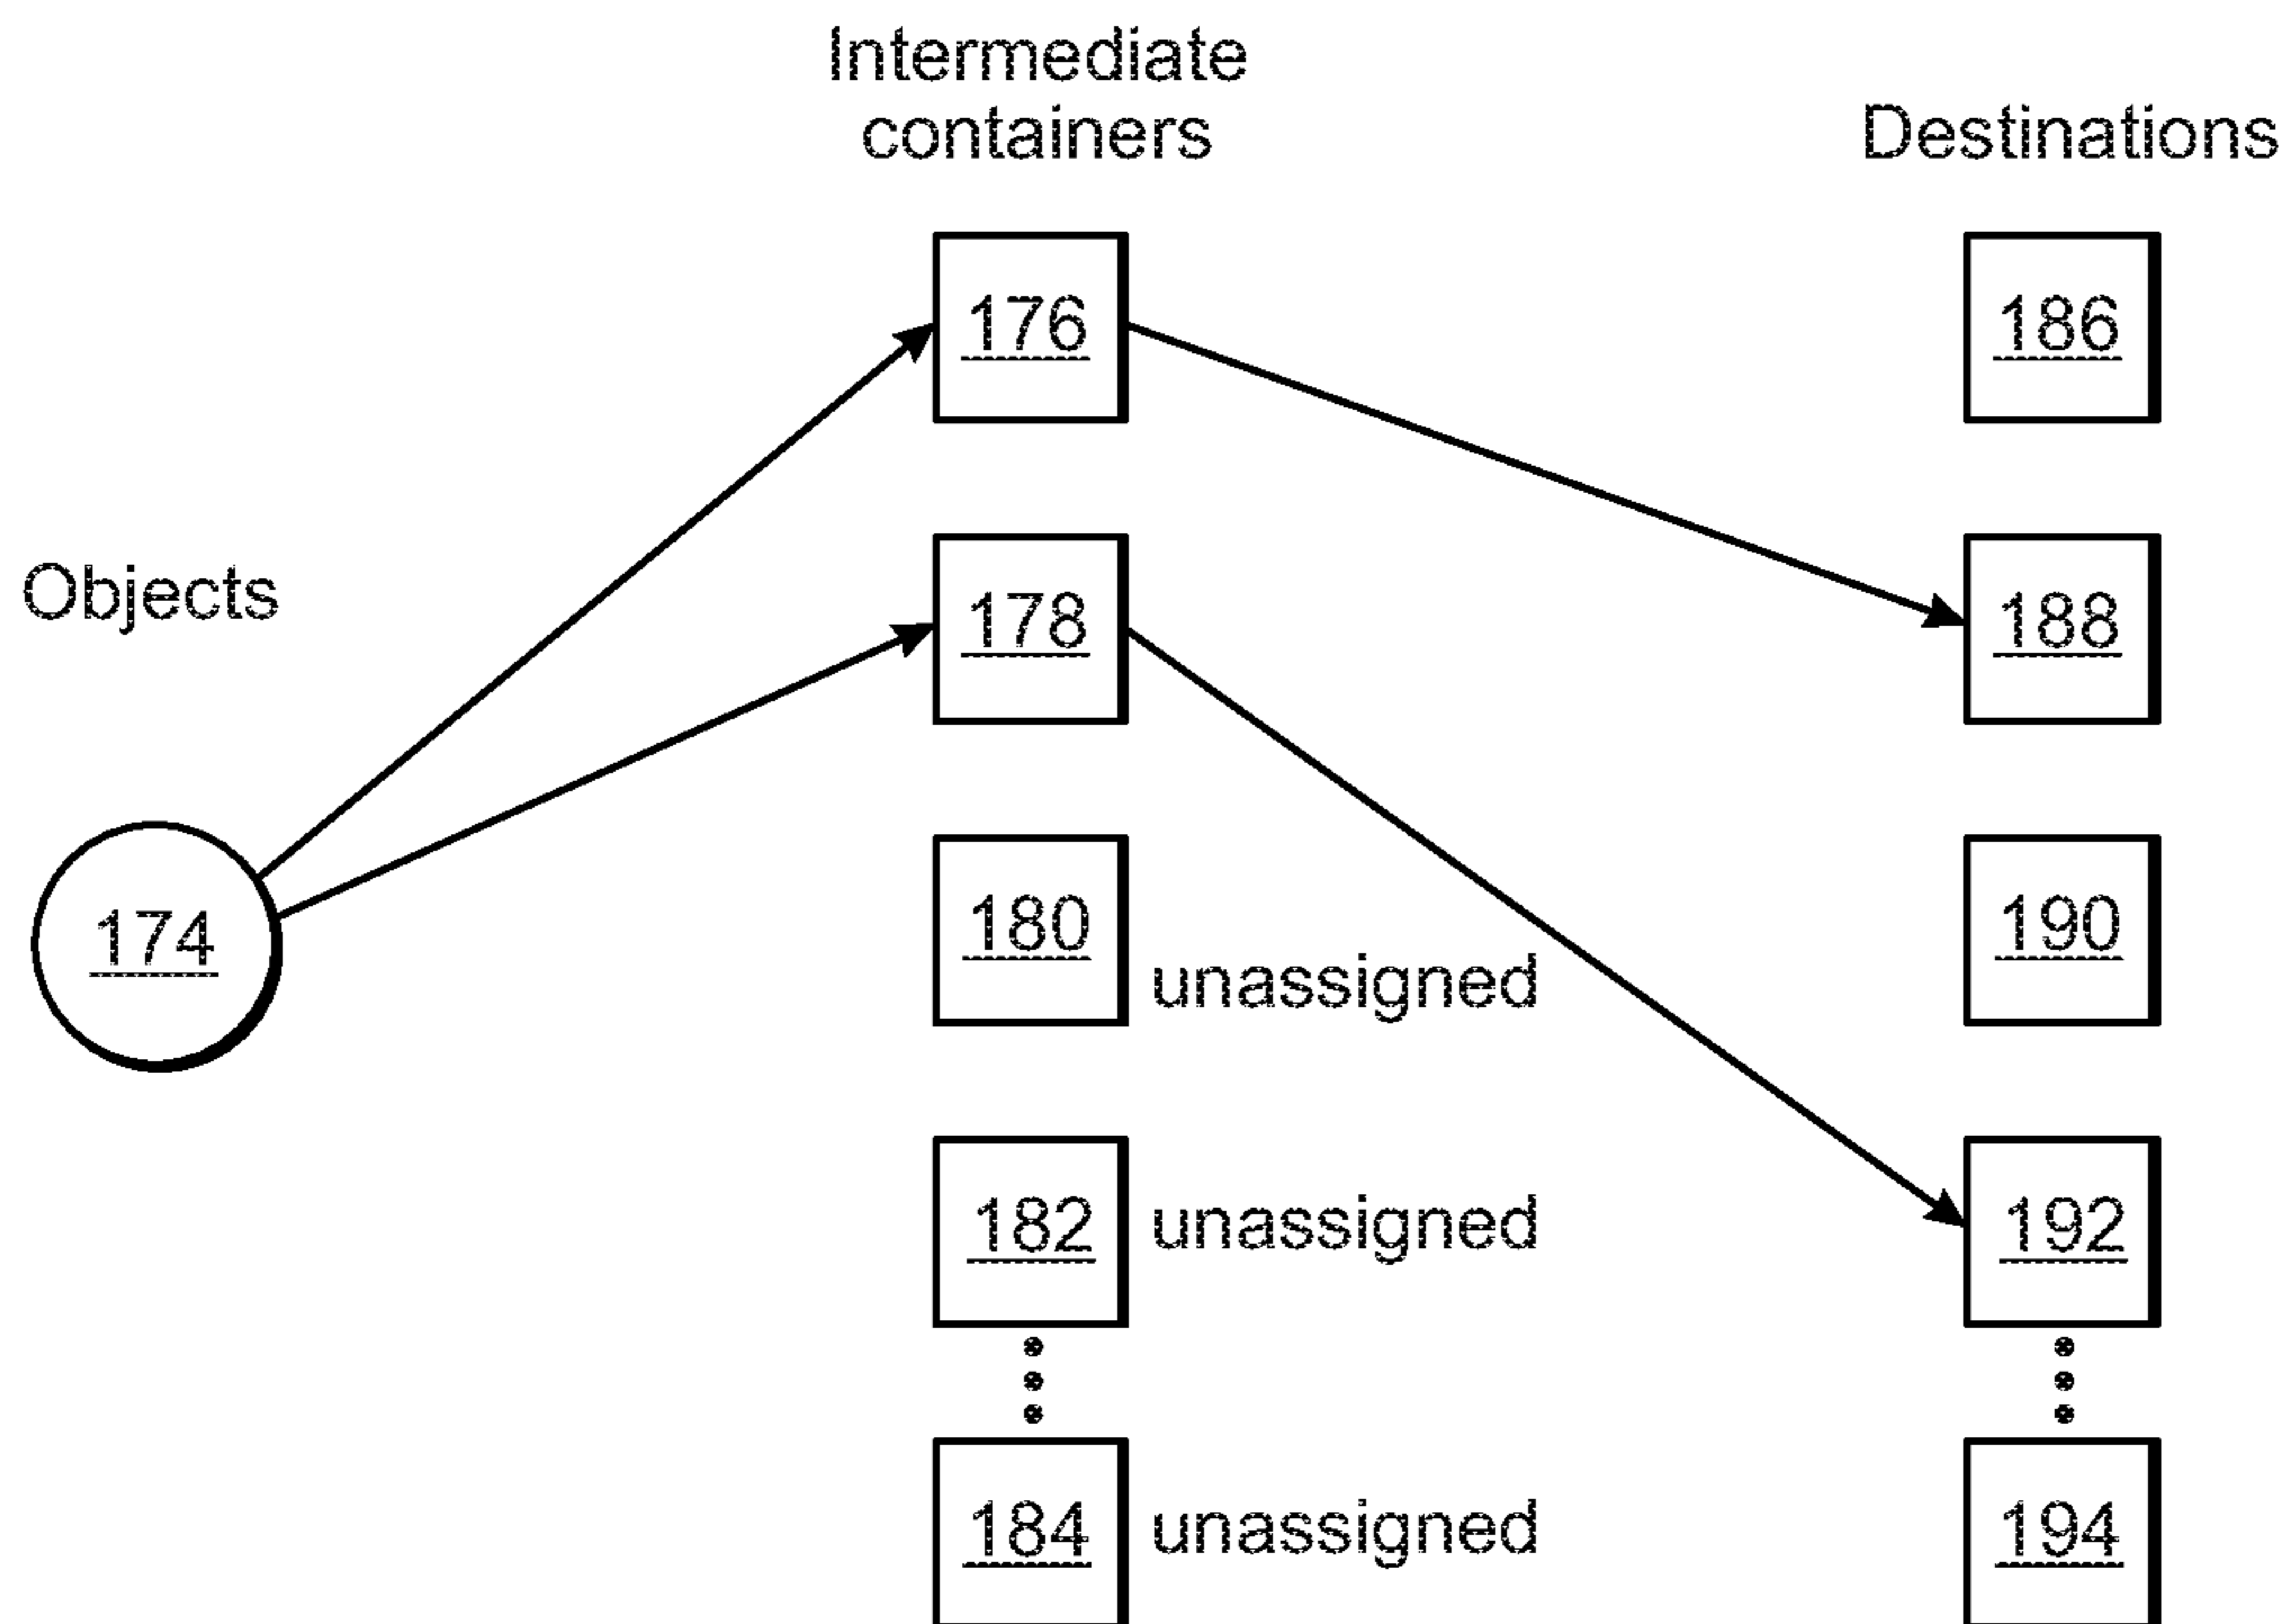 Intermediate
containers
Destinations
176
186
Objects
178
188
174
180
unassigned
190
182
unassigned
192
184
unassigned
194